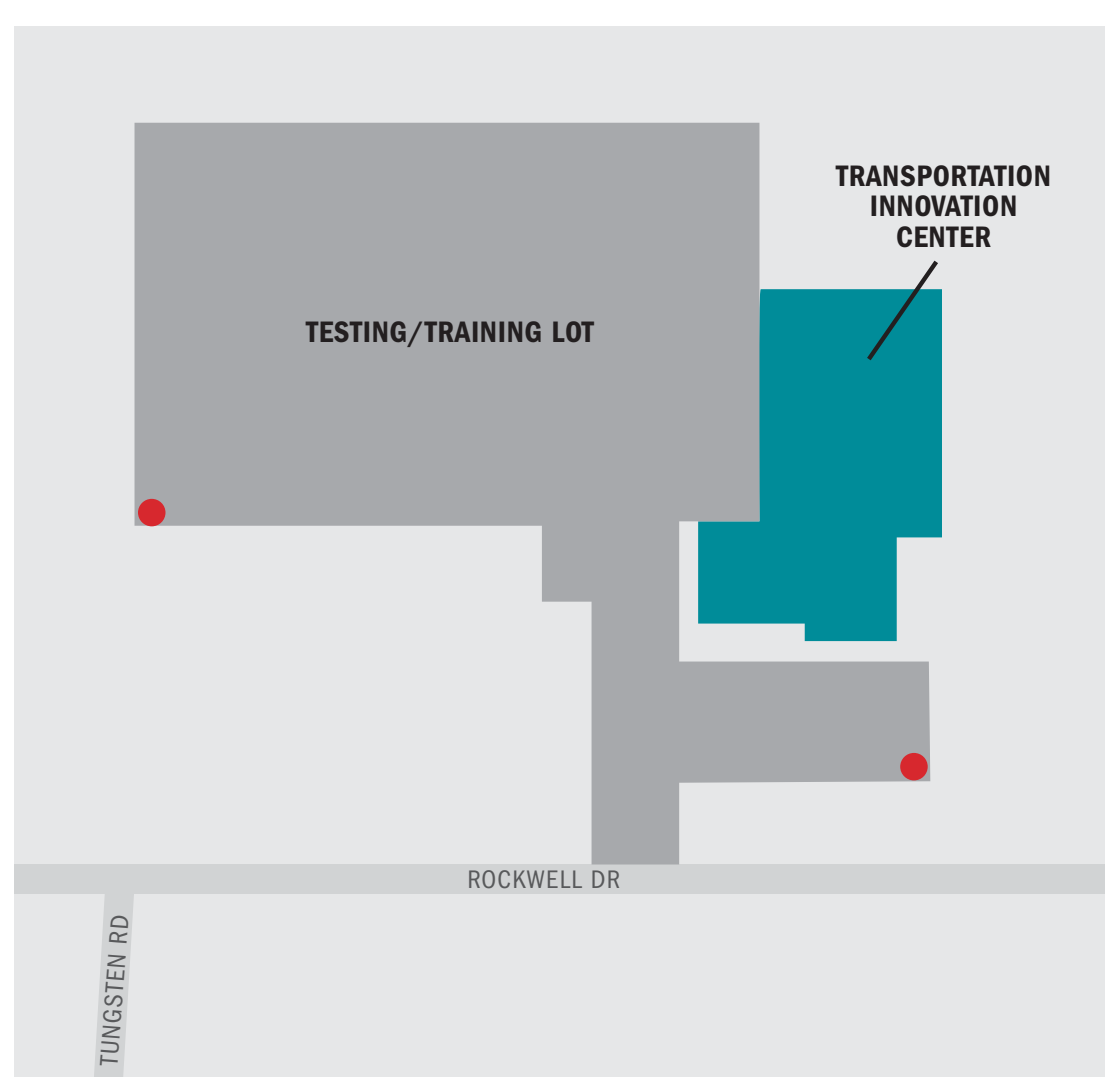 TRANSPORTATION
INNOVATION
CENTER
TESTING/TRAINING LOT
ROCKWELL DR
TUNGSTEN RD